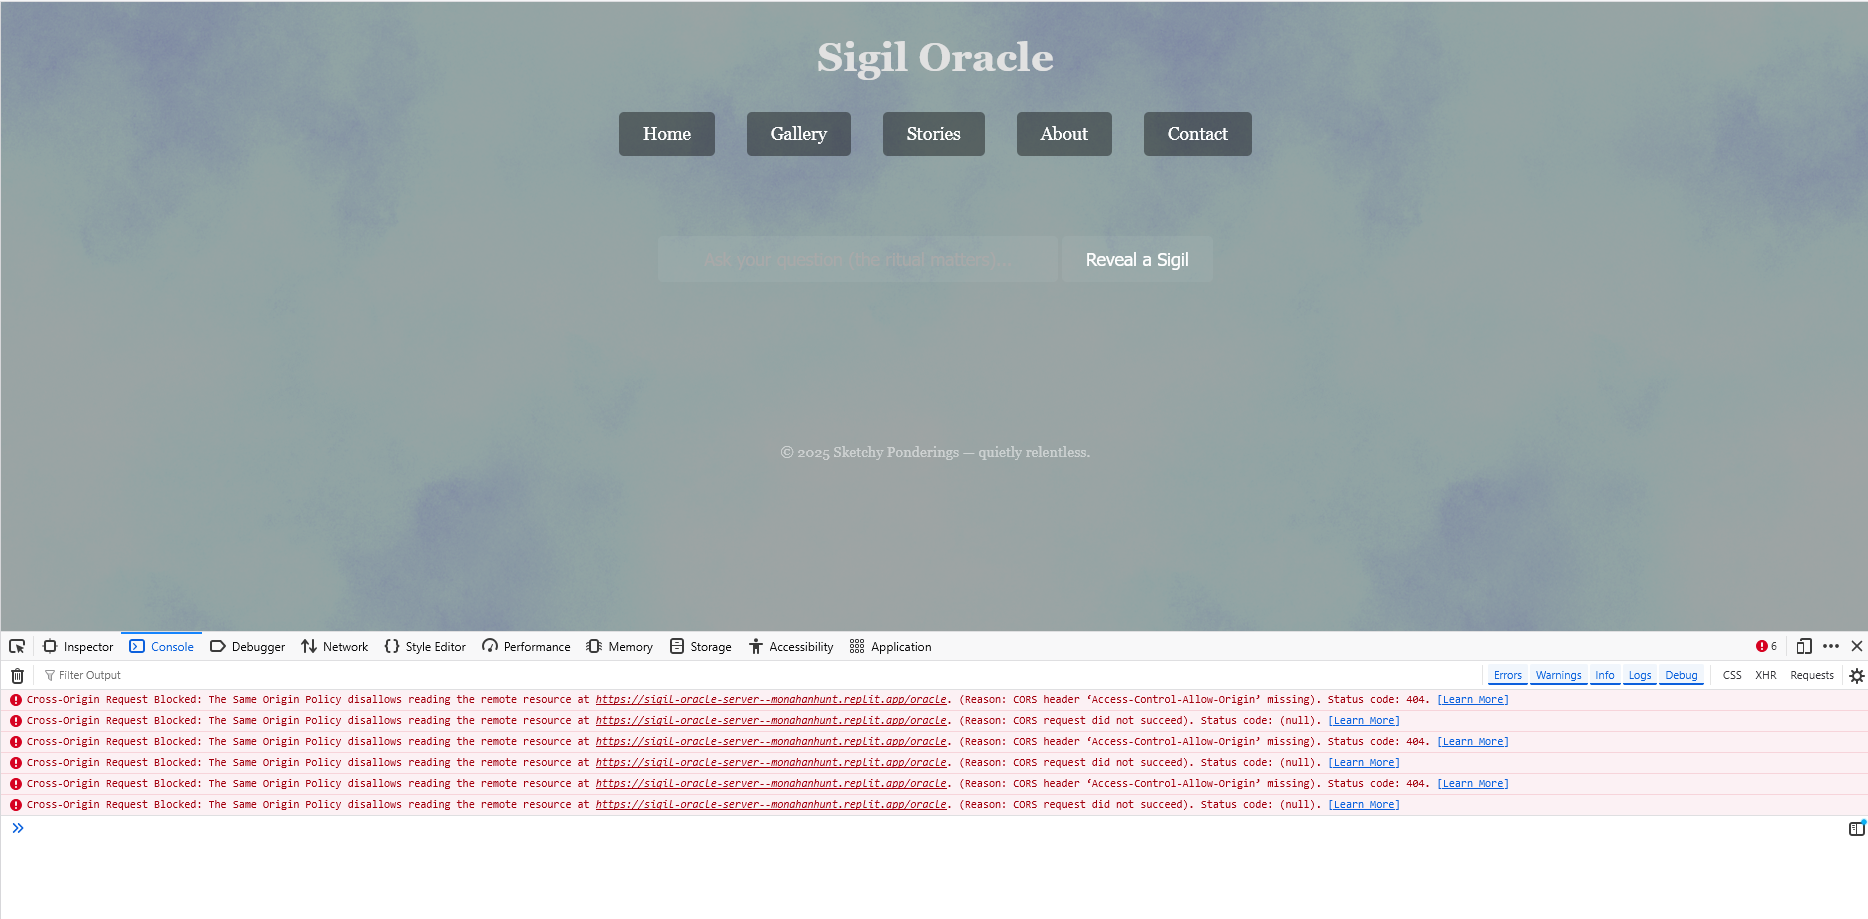 Sigil Oracle
Home Gallery Stories About Contact
Ask your question (the ritual matters)... Reveal a Sigil
© 2025 Sketchy Ponderings — quietly relentless.
Inspector Console Debugger Network Style Editor Performance Memory Storage Accessibility Application 6
Filter Output Errors Warnings Info Logs Debug CSS XHR Requests
Cross-Origin Request Blocked: The Same Origin Policy disallows reading the remote resource at https://sigil-oracle-server--monahanhunt.replit.app/oracle. (Reason: CORS header ‘Access-Control-Allow-Origin’ missing). Status code: 404. [Learn More]
Cross-Origin Request Blocked: The Same Origin Policy disallows reading the remote resource at https://sigil-oracle-server--monahanhunt.replit.app/oracle. (Reason: CORS request did not succeed). Status code: (null). [Learn More]
Cross-Origin Request Blocked: The Same Origin Policy disallows reading the remote resource at https://sigil-oracle-server--monahanhunt.replit.app/oracle. (Reason: CORS header ‘Access-Control-Allow-Origin’ missing). Status code: 404. [Learn More]
Cross-Origin Request Blocked: The Same Origin Policy disallows reading the remote resource at https://sigil-oracle-server--monahanhunt.replit.app/oracle. (Reason: CORS request did not succeed). Status code: (null). [Learn More]
Cross-Origin Request Blocked: The Same Origin Policy disallows reading the remote resource at https://sigil-oracle-server--monahanhunt.replit.app/oracle. (Reason: CORS header ‘Access-Control-Allow-Origin’ missing). Status code: 404. [Learn More]
Cross-Origin Request Blocked: The Same Origin Policy disallows reading the remote resource at https://sigil-oracle-server--monahanhunt.replit.app/oracle. (Reason: CORS request did not succeed). Status code: (null). [Learn More]